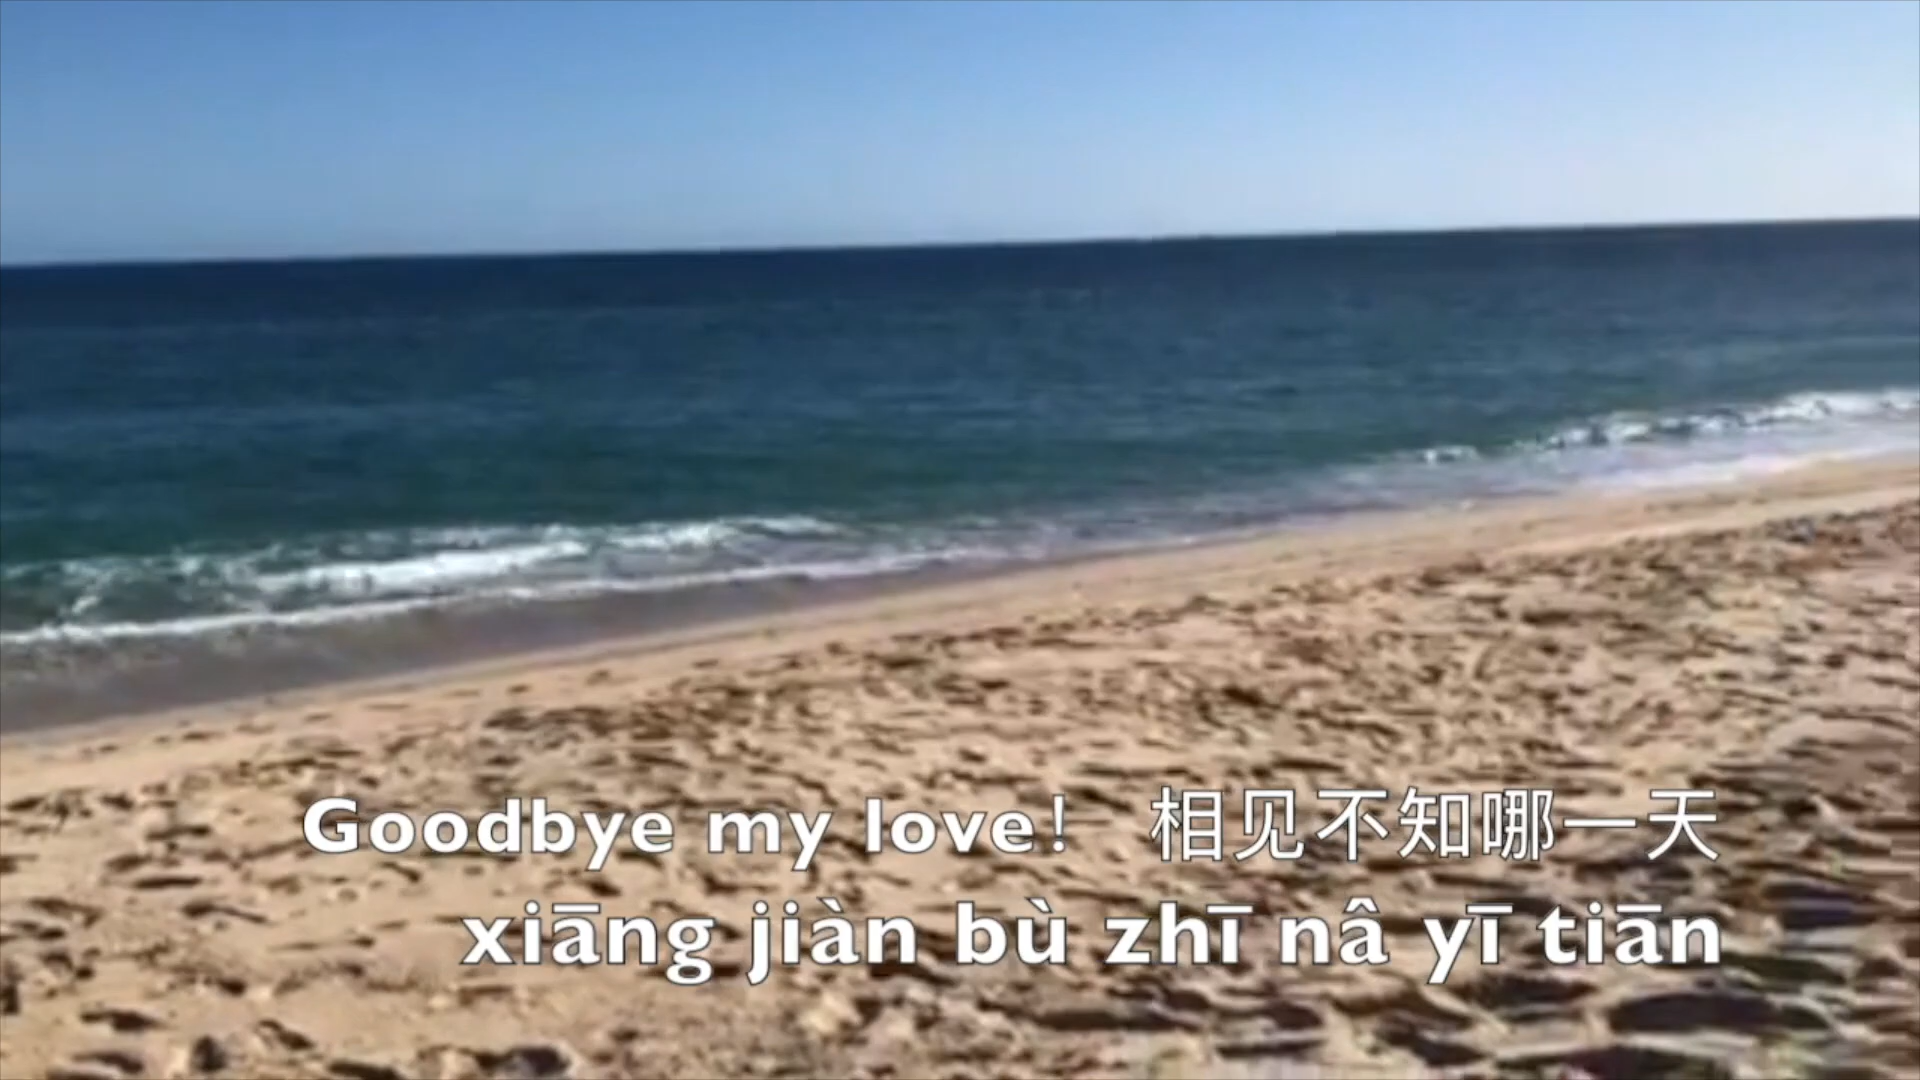 Goodbye my love！ 相见不知哪一天
xiāng jiàn bù zhī nâ yī tiān